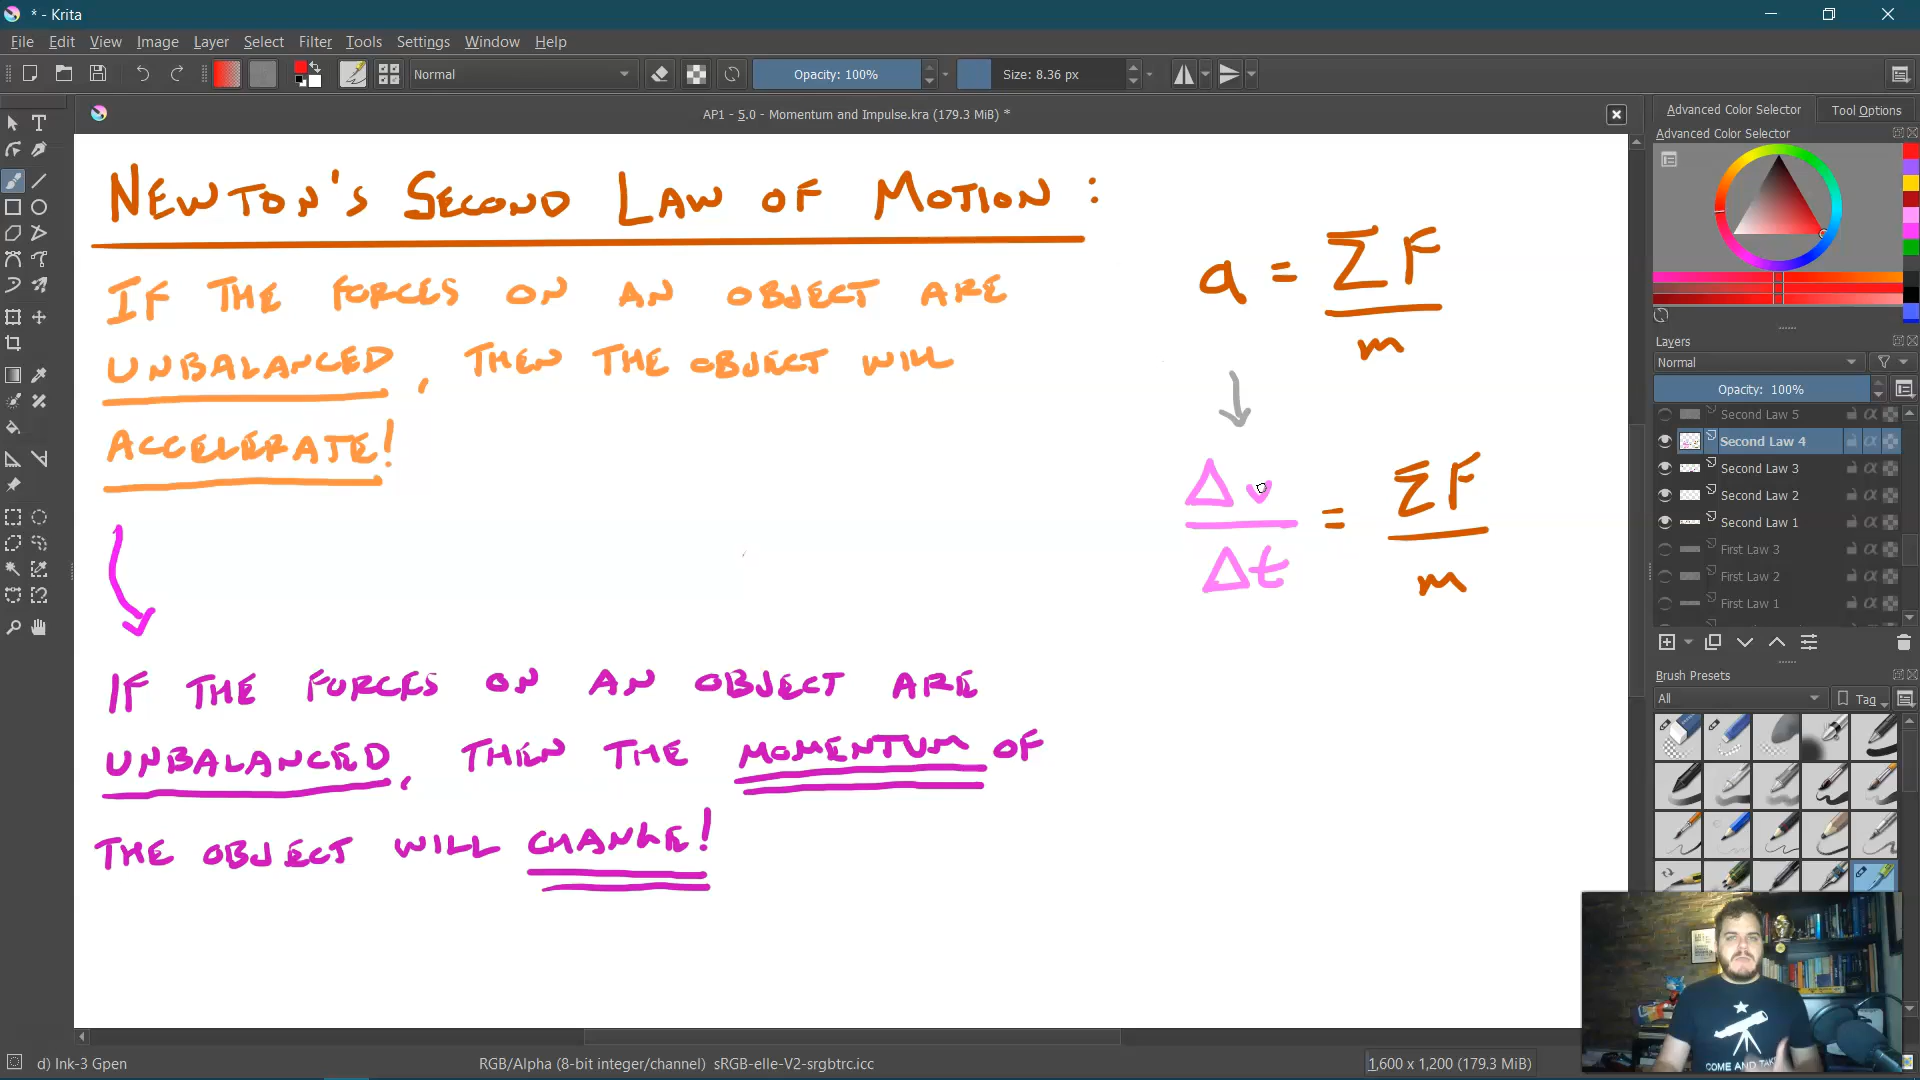 * - Krita
File Edit View Image Layer Select Filter Tools Settings Window Help
Normal
Opacity: 100%
Size: 8.36 px
AP1 - 5.0 - Momentum and Impulse.kra (179.3 MiB) *
NEWTON'S SECOND LAW OF MOTION:
IF THE FORCES ON AN OBJECT ARE
UNBALANCED, THEN THE OBJECT WILL
ACCELERATE!
IF THE FORCES ON AN OBJECT ARE
UNBALANCED, THEN THE MOMENTUM OF
THE OBJECT WILL CHANGE!
a = ΣF
m
Δv = ΣF
Δt m
Advanced Color Selector
Tool Options
Advanced Color Selector
Layers
Normal
Opacity: 100%
Second Law 5
Second Law 4
Second Law 3
Second Law 2
Second Law 1
First Law 3
First Law 2
First Law 1
Brush Presets
All
Tag
COME AND TAKE
d) Ink-3 Gpen
RGB/Alpha (8-bit integer/channel) sRGB-elle-V2-srgbtrc.icc
1,600 x 1,200 (179.3 MiB)